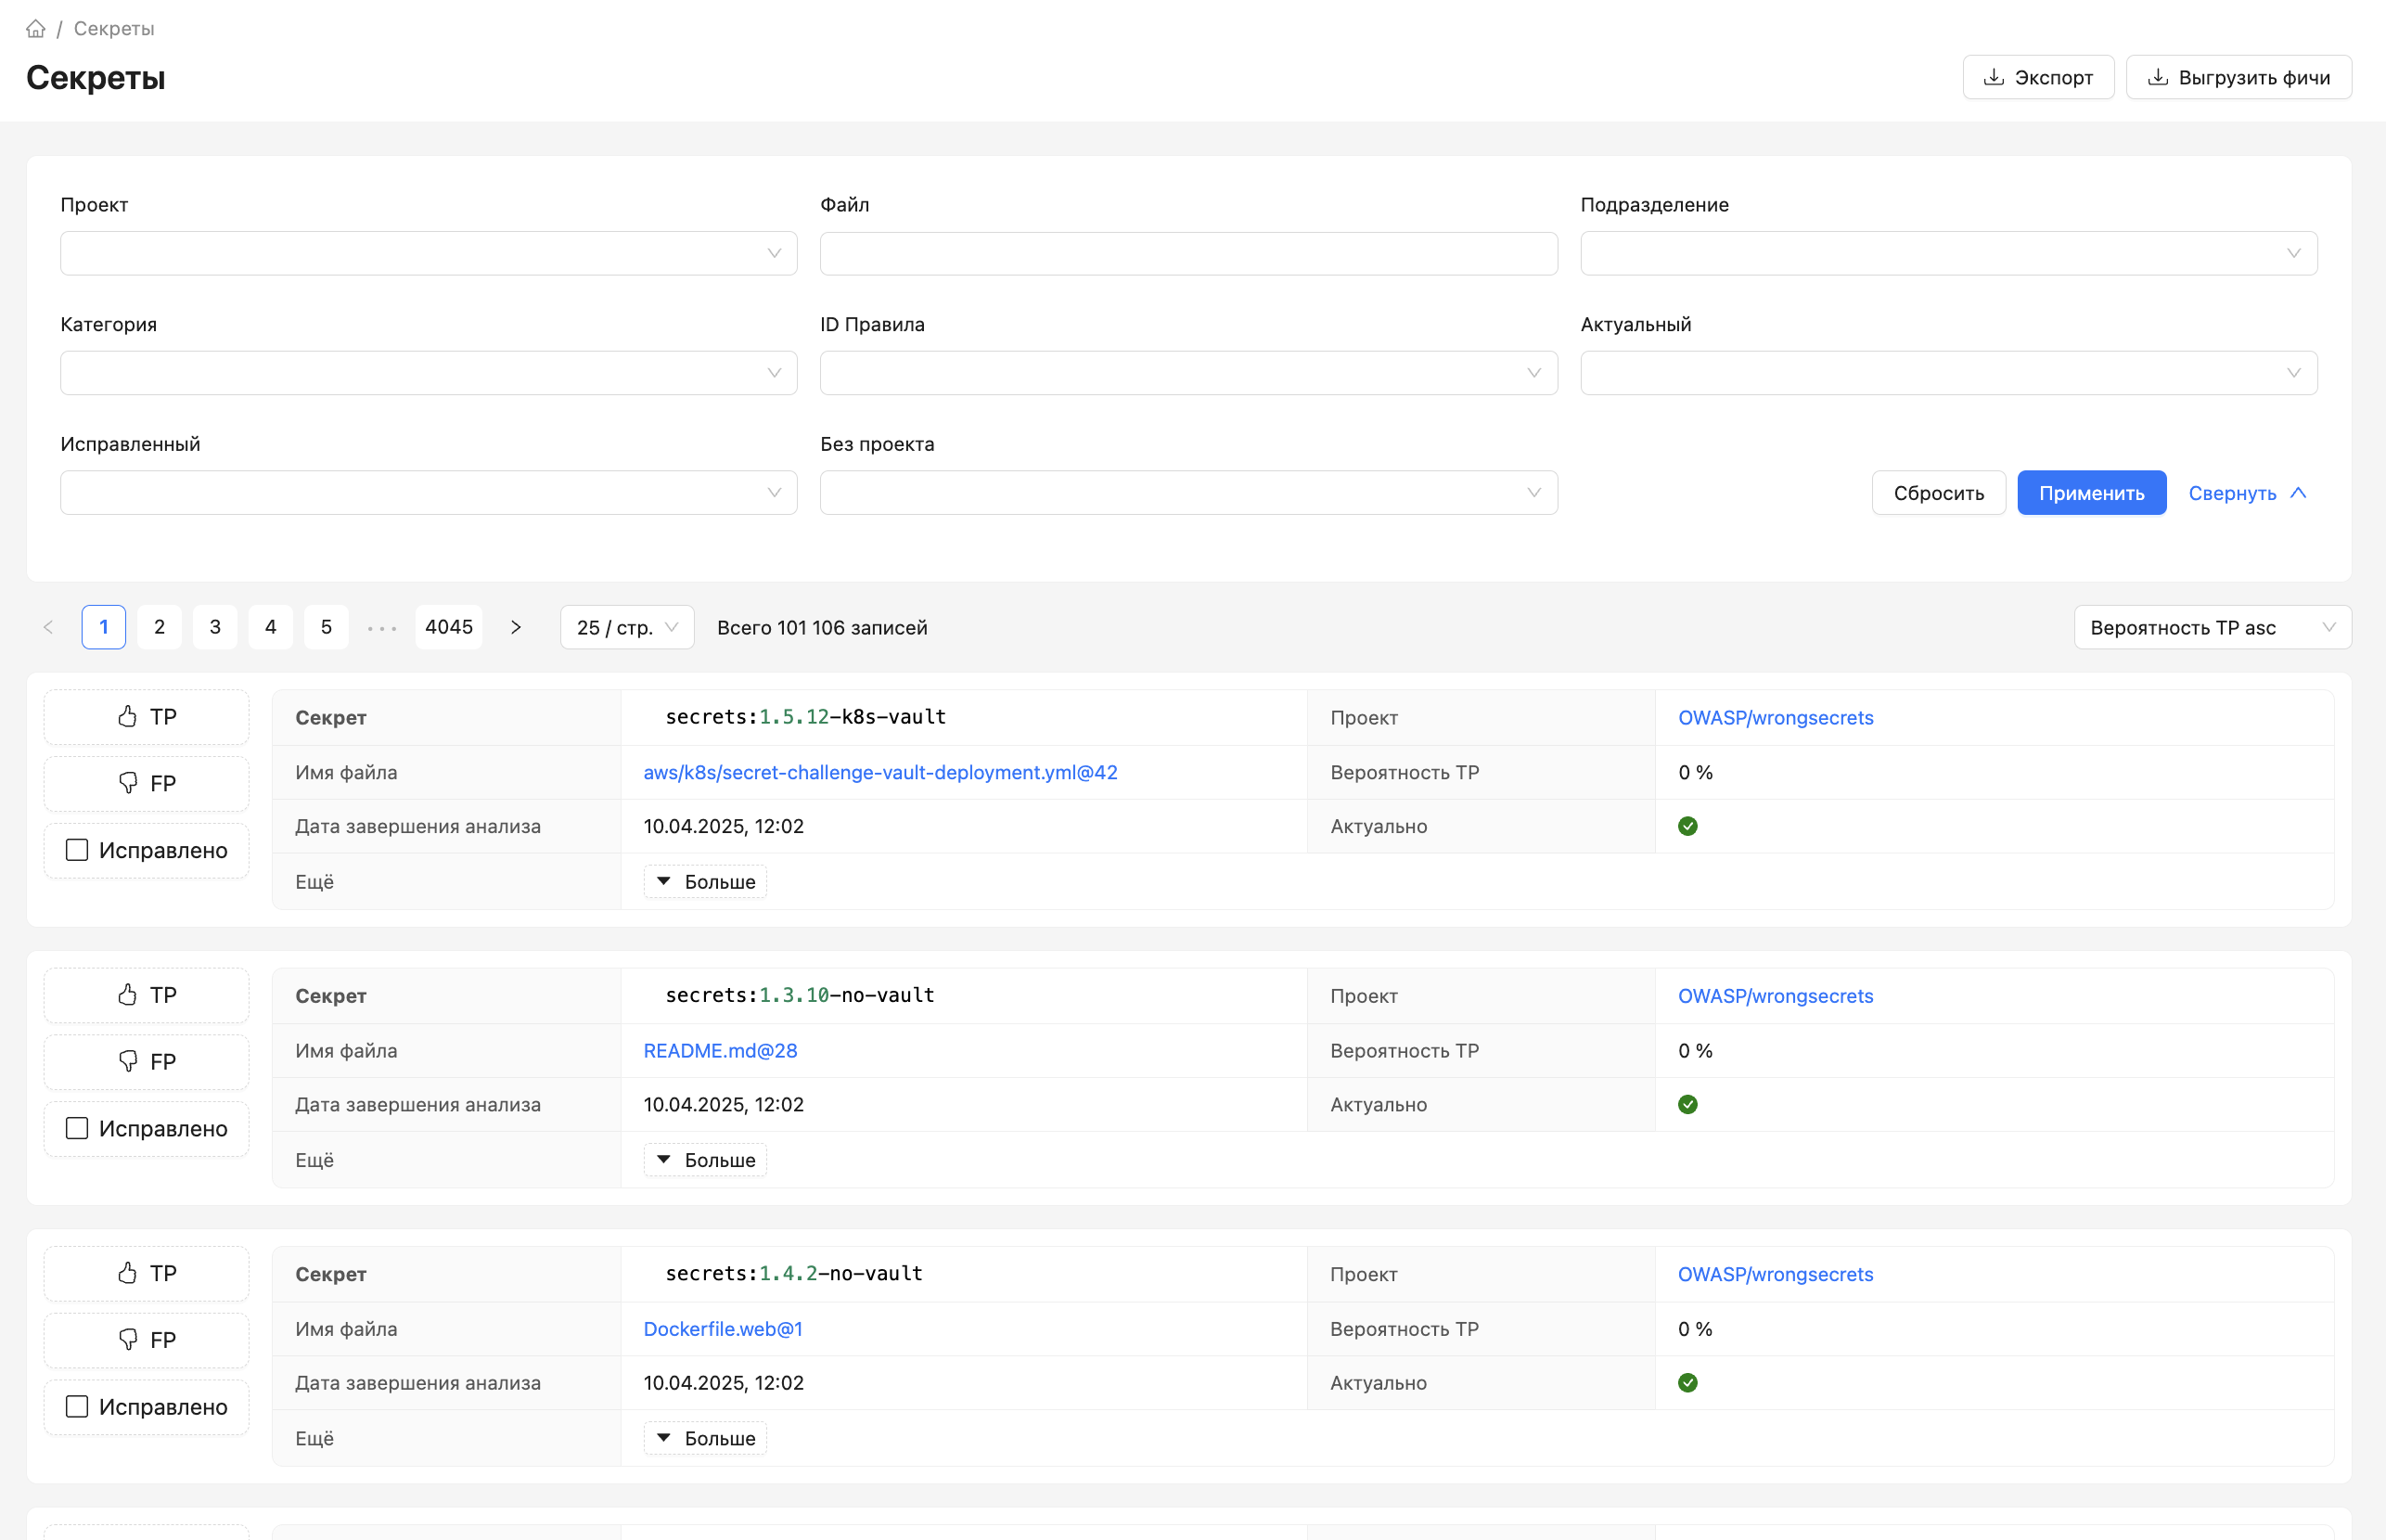 / Секреты
Секреты
Экспорт
Выгрузить фичи
Проект
Файл
Подразделение
Категория
ID Правила
Актуальный
Исправленный
Без проекта
Сбросить
Применить
Свернуть
1 2 3 4 5 ··· 4045
25 / стр.
Всего 101 106 записей
Вероятность TP asc
TP
FP
Исправлено
Секрет
secrets:1.5.12-k8s-vault
Проект
OWASP/wrongsecrets
Имя файла
aws/k8s/secret-challenge-vault-deployment.yml@42
Вероятность TP
0 %
Дата завершения анализа
10.04.2025, 12:02
Актуально
Ещё
Больше
TP
FP
Исправлено
Секрет
secrets:1.3.10-no-vault
Проект
OWASP/wrongsecrets
Имя файла
README.md@28
Вероятность TP
0 %
Дата завершения анализа
10.04.2025, 12:02
Актуально
Ещё
Больше
TP
FP
Исправлено
Секрет
secrets:1.4.2-no-vault
Проект
OWASP/wrongsecrets
Имя файла
Dockerfile.web@1
Вероятность TP
0 %
Дата завершения анализа
10.04.2025, 12:02
Актуально
Ещё
Больше